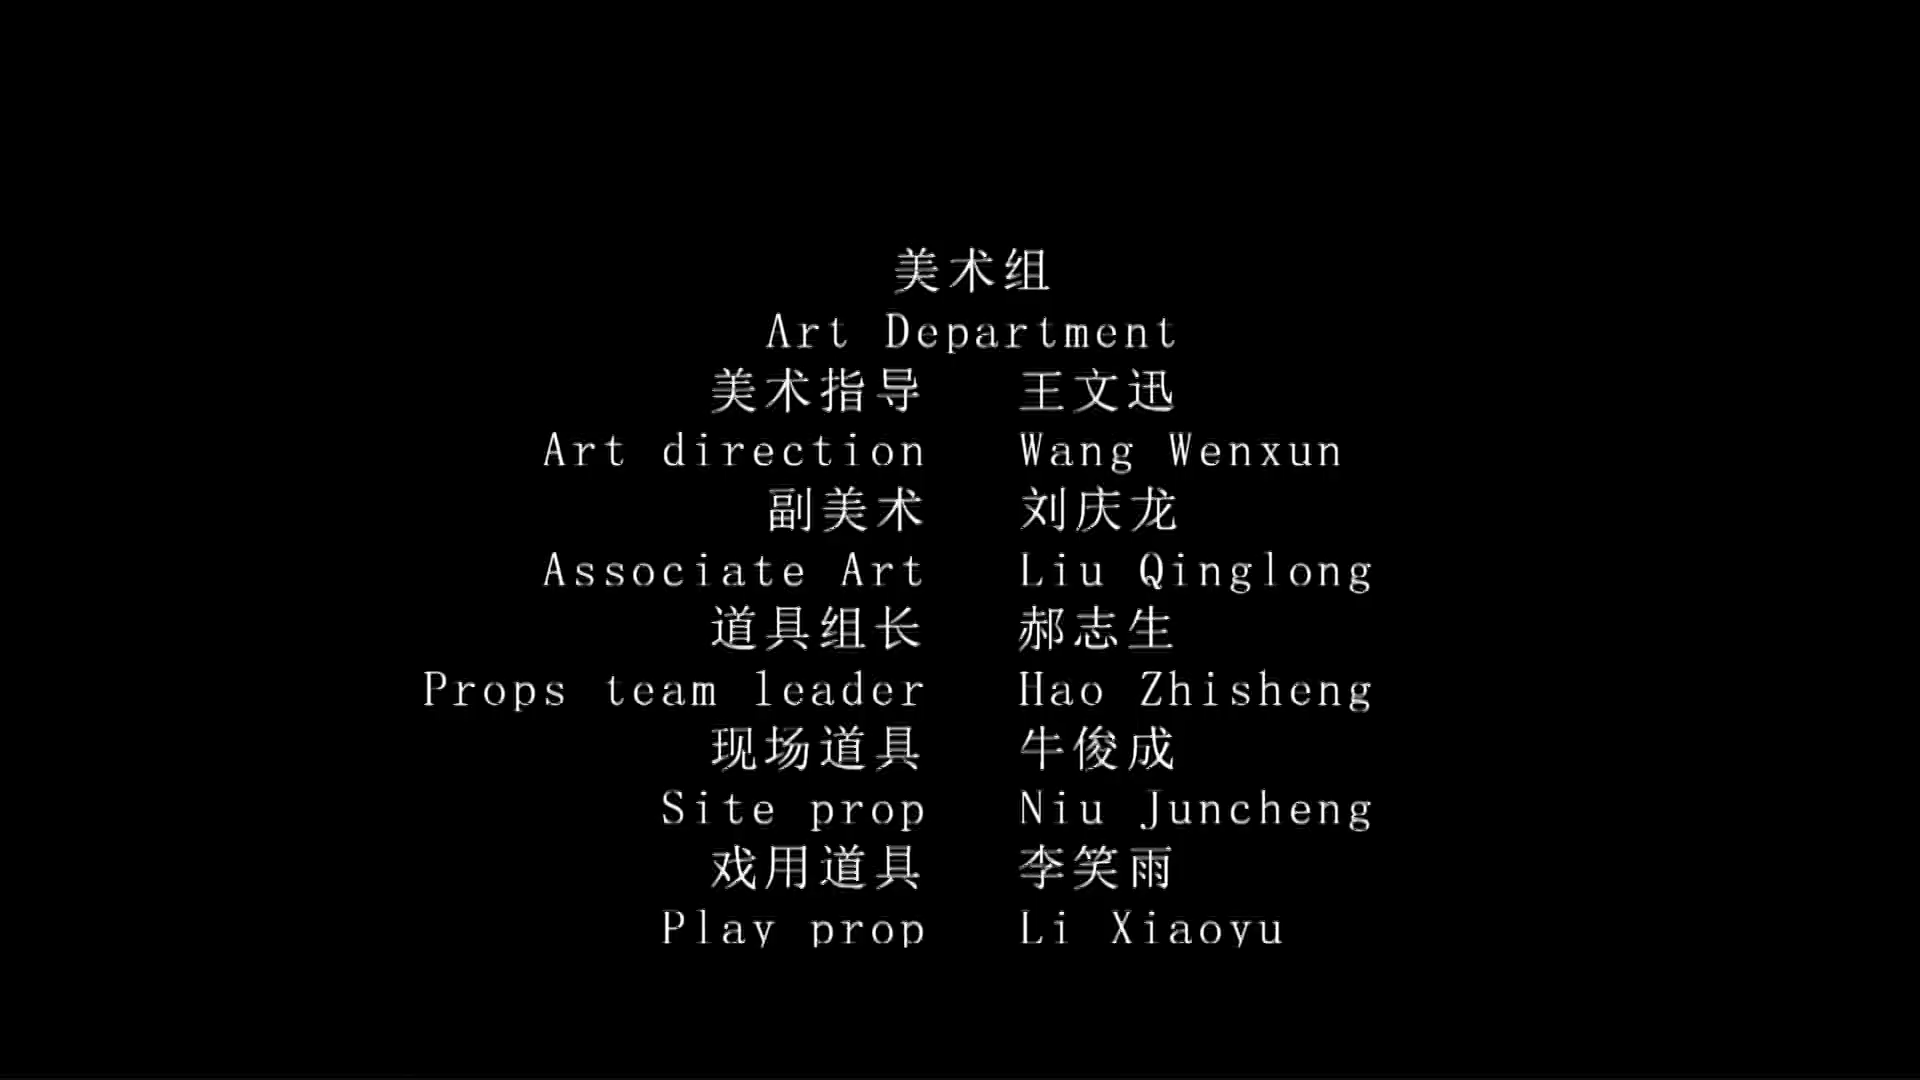 美术组
Art Department
美术指导 王文迅
Art direction Wang Wenxun
副美术 刘庆龙
Associate Art Liu Qinglong
道具组长 郝志生
Props team leader Hao Zhisheng
现场道具 牛俊成
Site prop Niu Juncheng
戏用道具 李笑雨
Play prop Li Xiaoyu